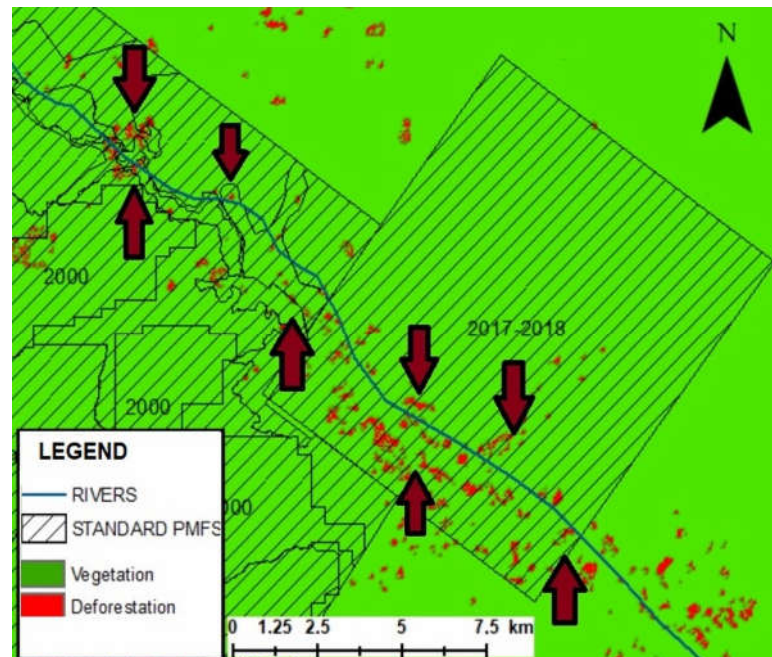 N
2000
2017-2018
2000
00
LEGEND
RIVERS
STANDARD PMFS
Vegetation
Deforestation
0 1.25 2.5 5 7.5 km